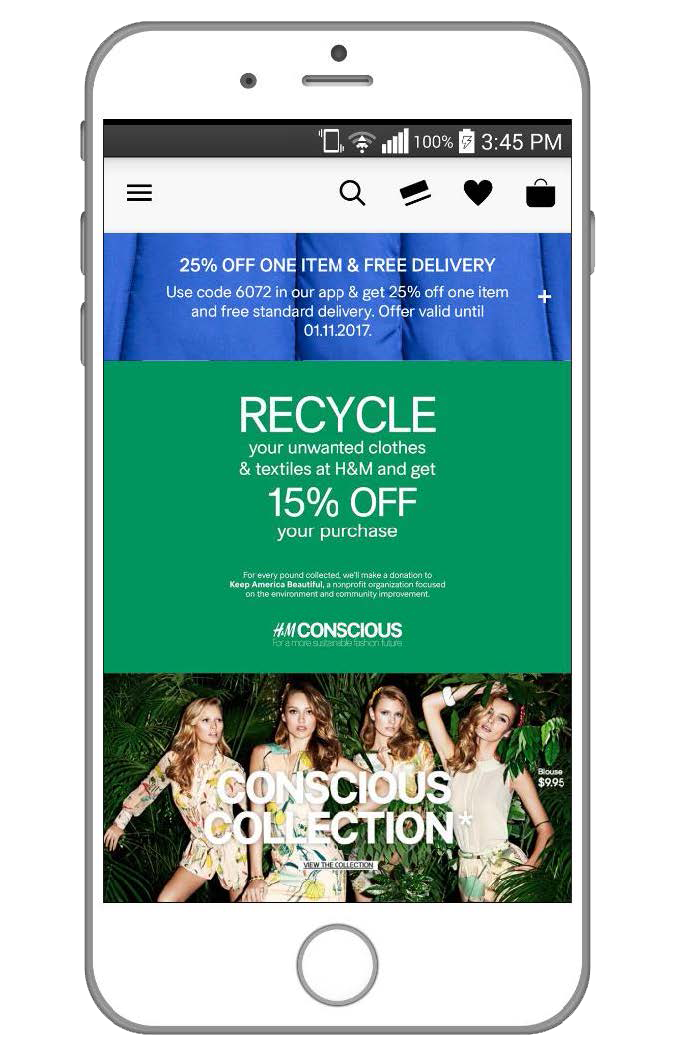 100% 3:45 PM
25% OFF ONE ITEM & FREE DELIVERY
Use code 6072 in our app & get 25% off one item
and free standard delivery. Offer valid until
01.11.2017.
+
RECYCLE
your unwanted clothes
& textiles at H&M and get
15% OFF
your purchase
For every pound collected, we'll make a donation to
Keep America Beautiful, a nonprofit organization focused
on the environment and community improvement.
H&M CONSCIOUS
For a more sustainable fashion future
Blouse
$9.95
CONSCIOUS
COLLECTION*
VIEW THE COLLECTION